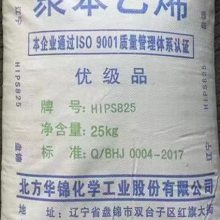 聚苯乙烯
本企业通过ISO 9001质量管理体系认证
优级品
牌 号: HIPS825
净含量: 25kg
标 准: Q/BHJ 0004-2017
北方华锦化学工业股份有限公司
地址: 辽宁省盘锦市双台子区红旗大
HIPS825